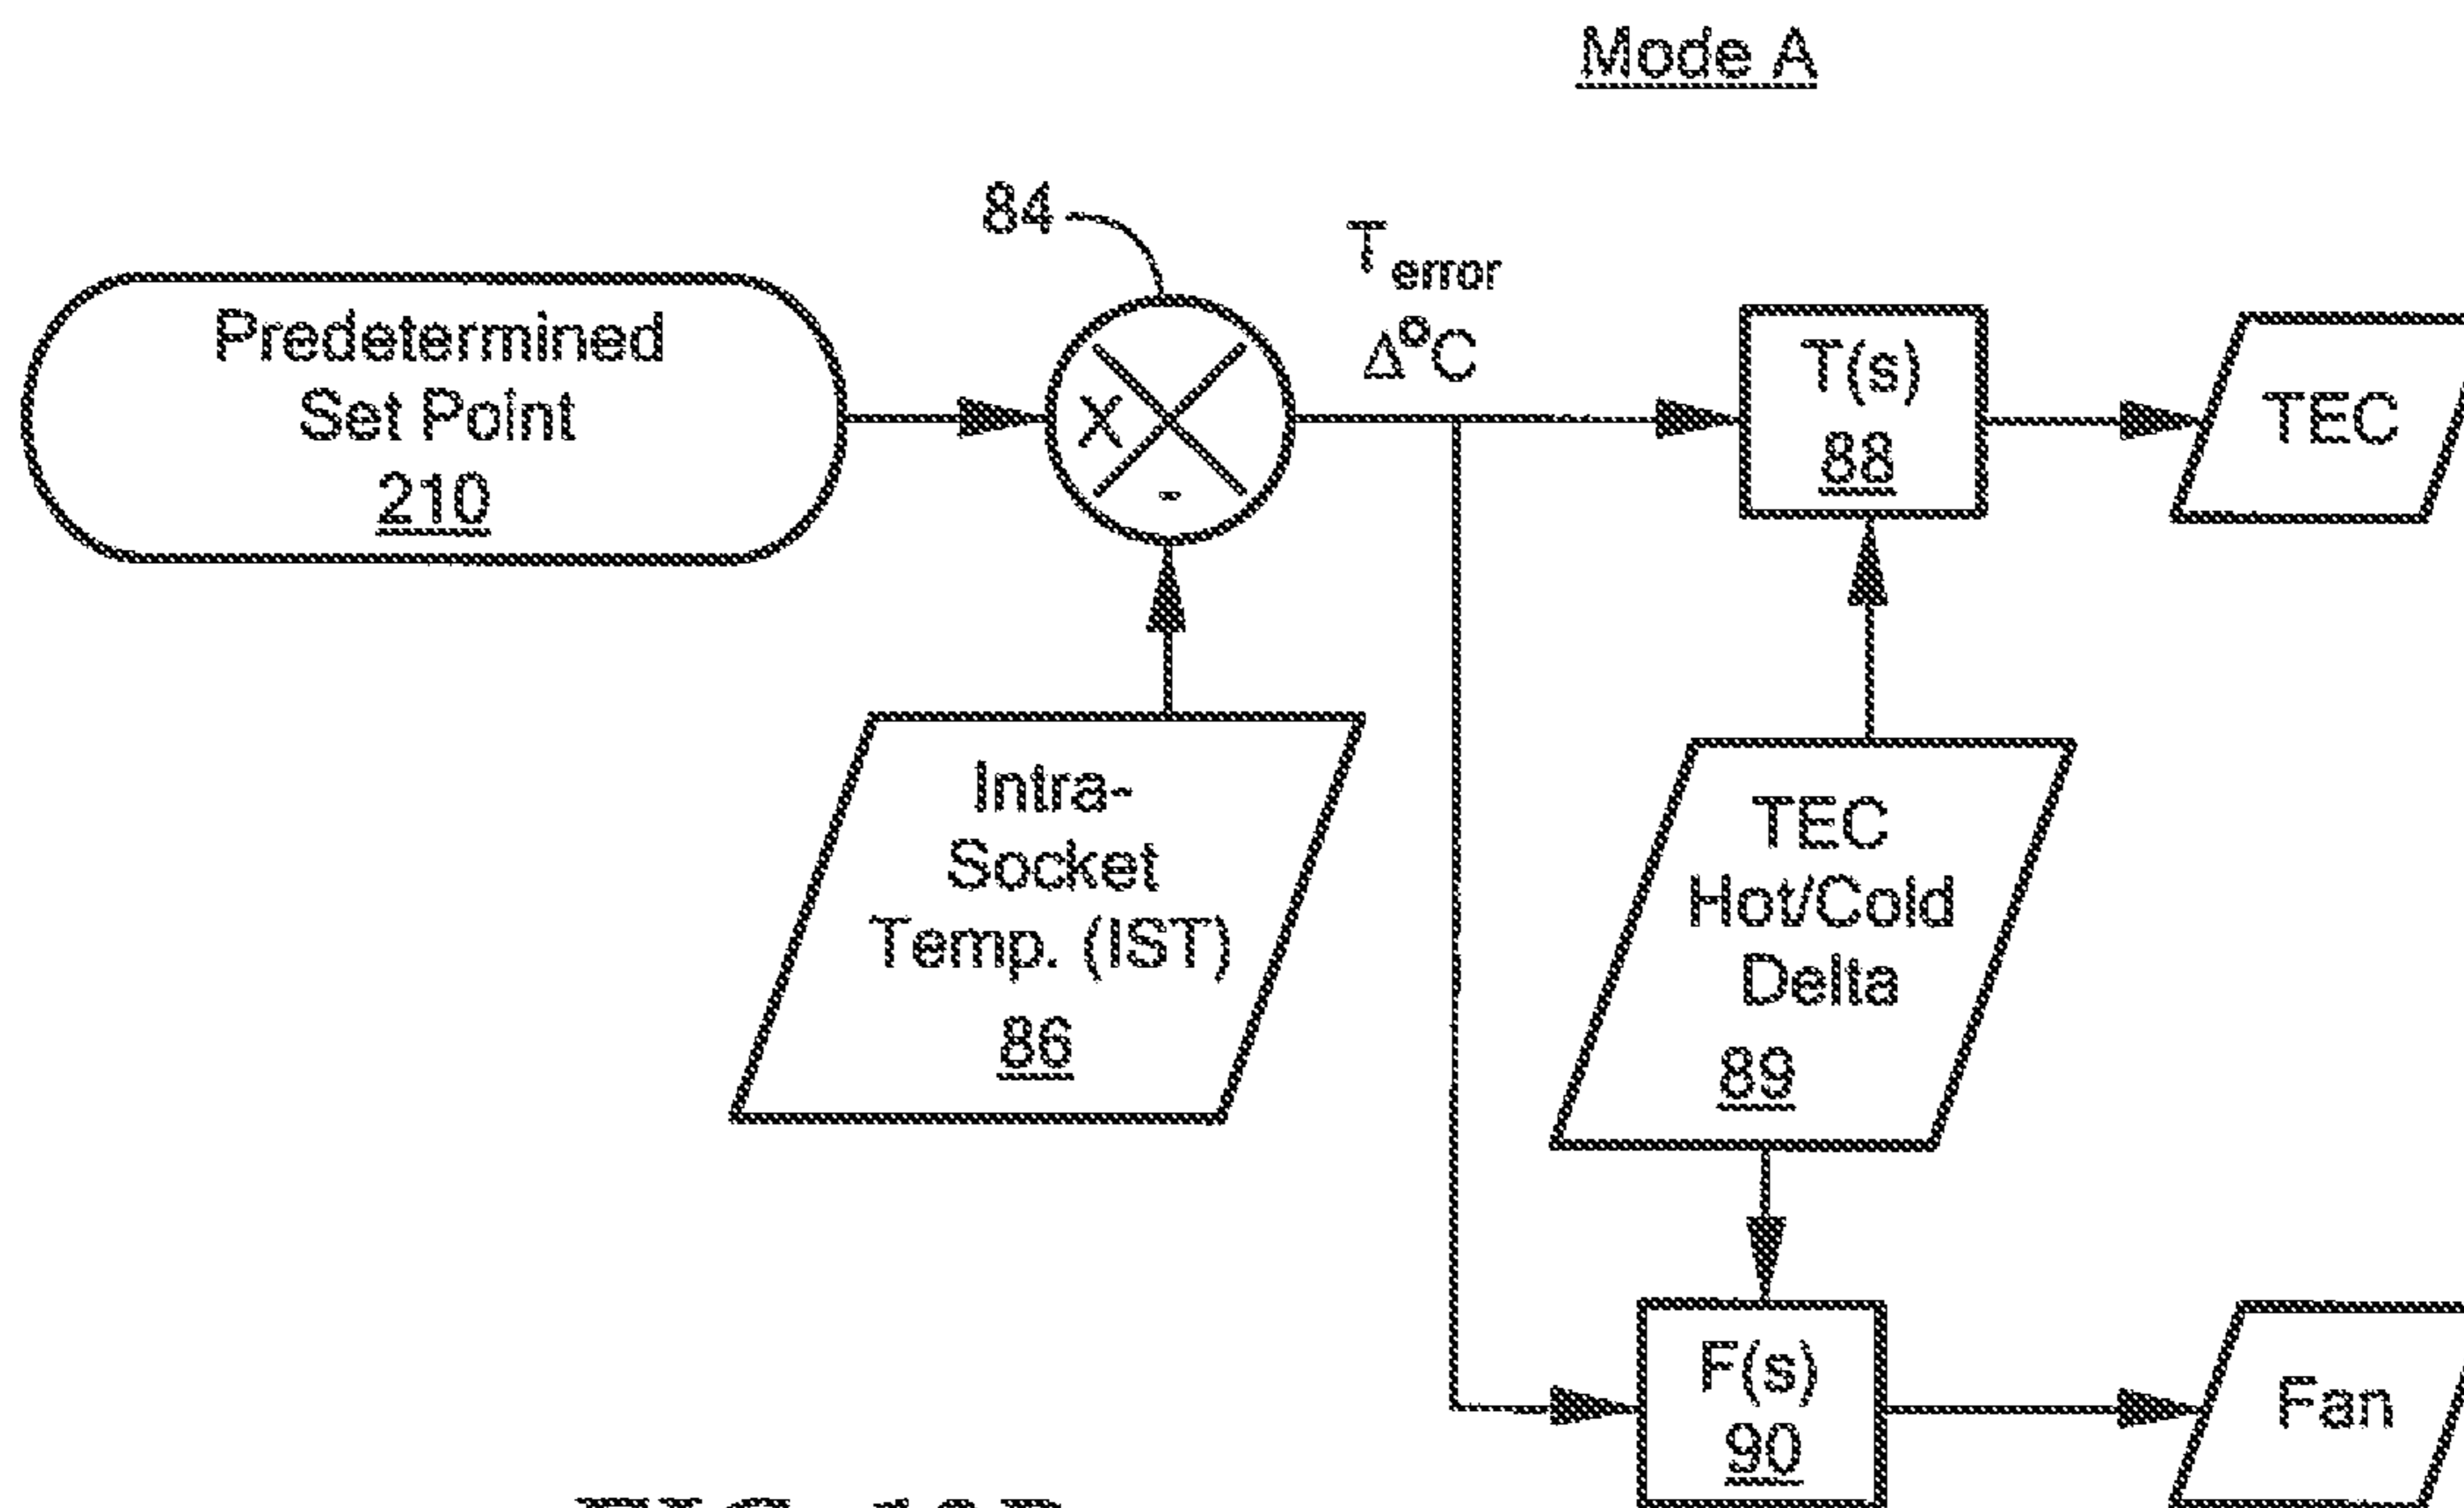 Mode A
84
T error
Δ°C
Predetermined
Set Point
210
X
-
T(s)
88
TEC
Intra-
Socket
Temp. (IST)
86
TEC
Hot/Cold
Delta
89
F(s)
90
Fan